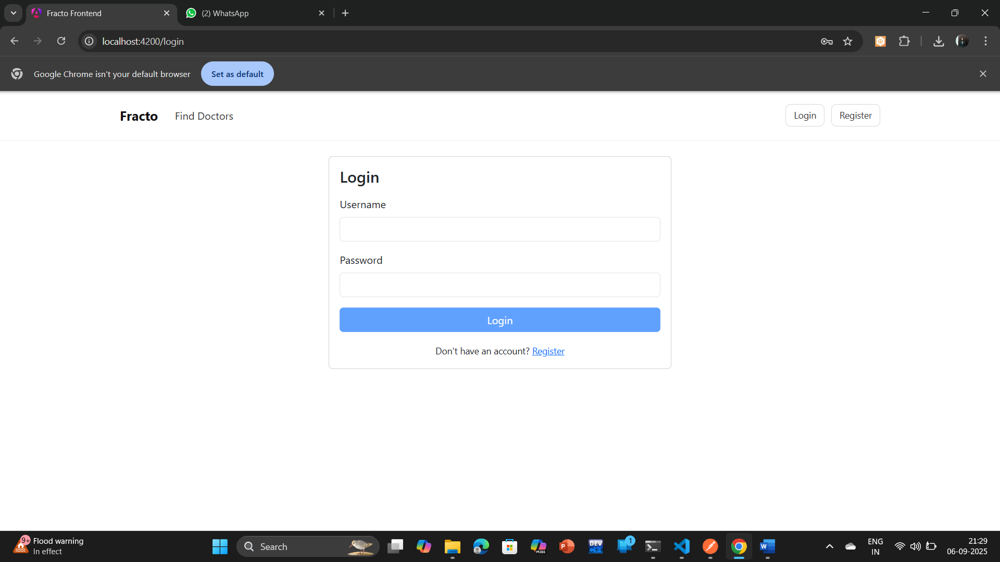 Fracto Frontend
(2) WhatsApp
localhost:4200/login
Google Chrome isn't your default browser
Set as default
Fracto
Find Doctors
Login
Register
Login
Username
Password
Login
Don't have an account? Register
9+
Flood warning
In effect
Search
M365
P
DEV
C++
1
W
ENG
IN
21:29
06-09-2025